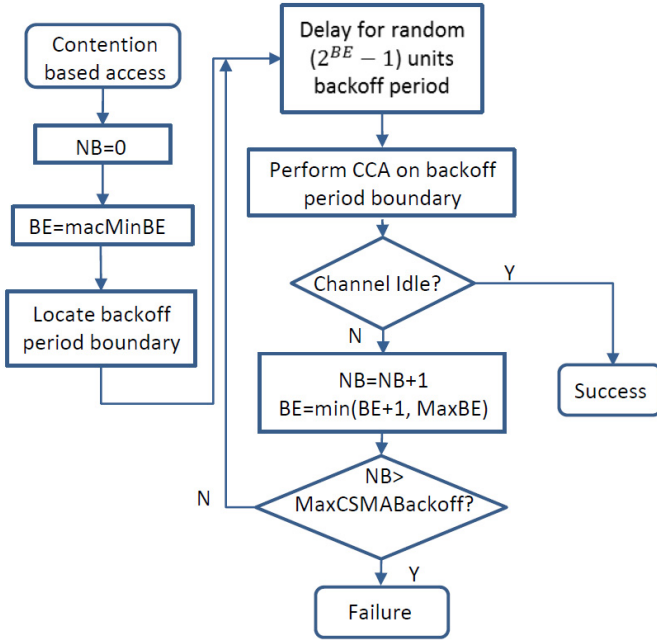 Contention
based access
NB=0
BE=macMinBE
Locate backoff
period boundary
Delay for random
(2^{BE} − 1) units
backoff period
Perform CCA on backoff
period boundary
Channel Idle?
Y
N
Success
NB=NB+1
BE=min(BE+1, MaxBE)
NB>
MaxCSMABackoff?
N
Y
Failure